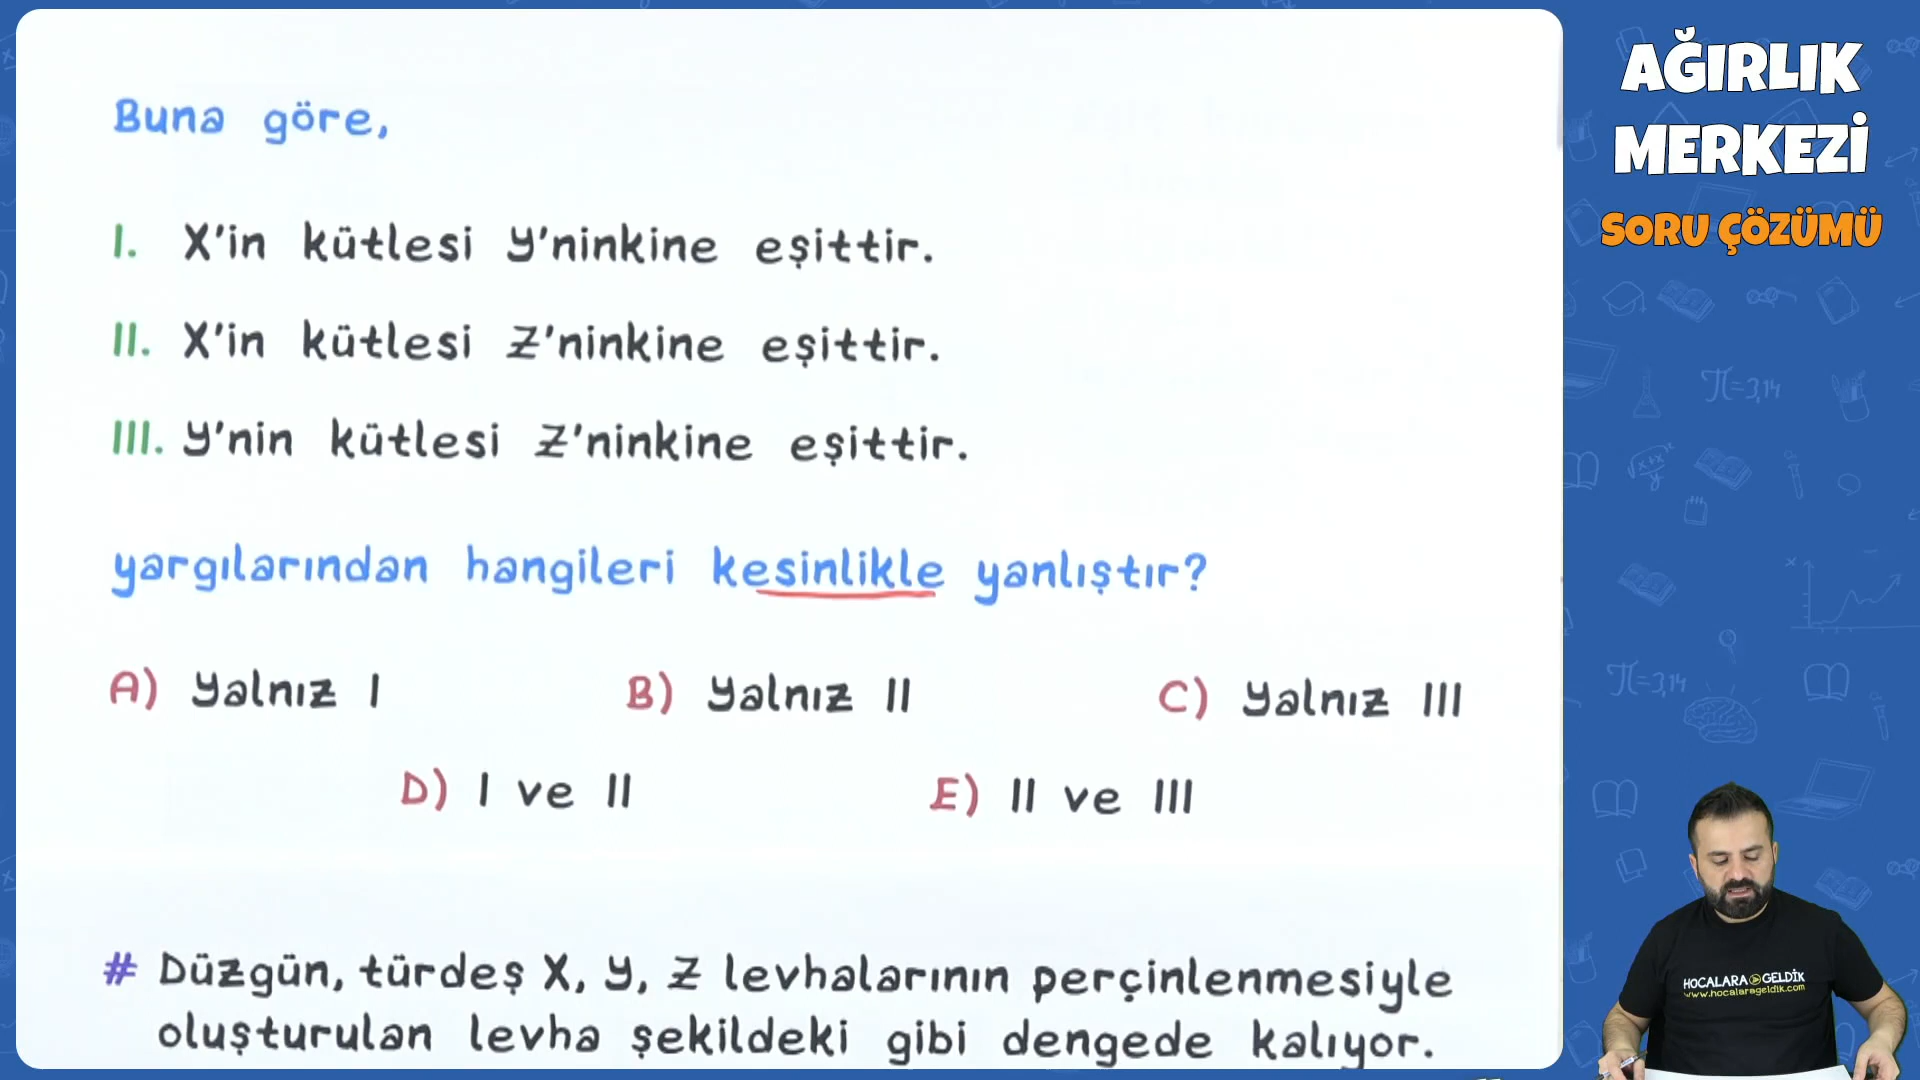 Buna göre,
I. X'in kütlesi Y'ninkine eşittir.
II. X'in kütlesi Z'ninkine eşittir.
III. Y'nin kütlesi Z'ninkine eşittir.
yargılarından hangileri kesinlikle yanlıştır?
A) Yalnız I B) Yalnız II C) Yalnız III
D) I ve II E) II ve III
# Düzgün, türdeş X, Y, Z levhalarının perçinlenmesiyle
oluşturulan levha şekildeki gibi dengede kalıyor.
AĞIRLIK
MERKEZİ
SORU ÇÖZÜMÜ
π=3,14
π=3,14
HOCALARA GELDİK
www.hocalarageldik.com